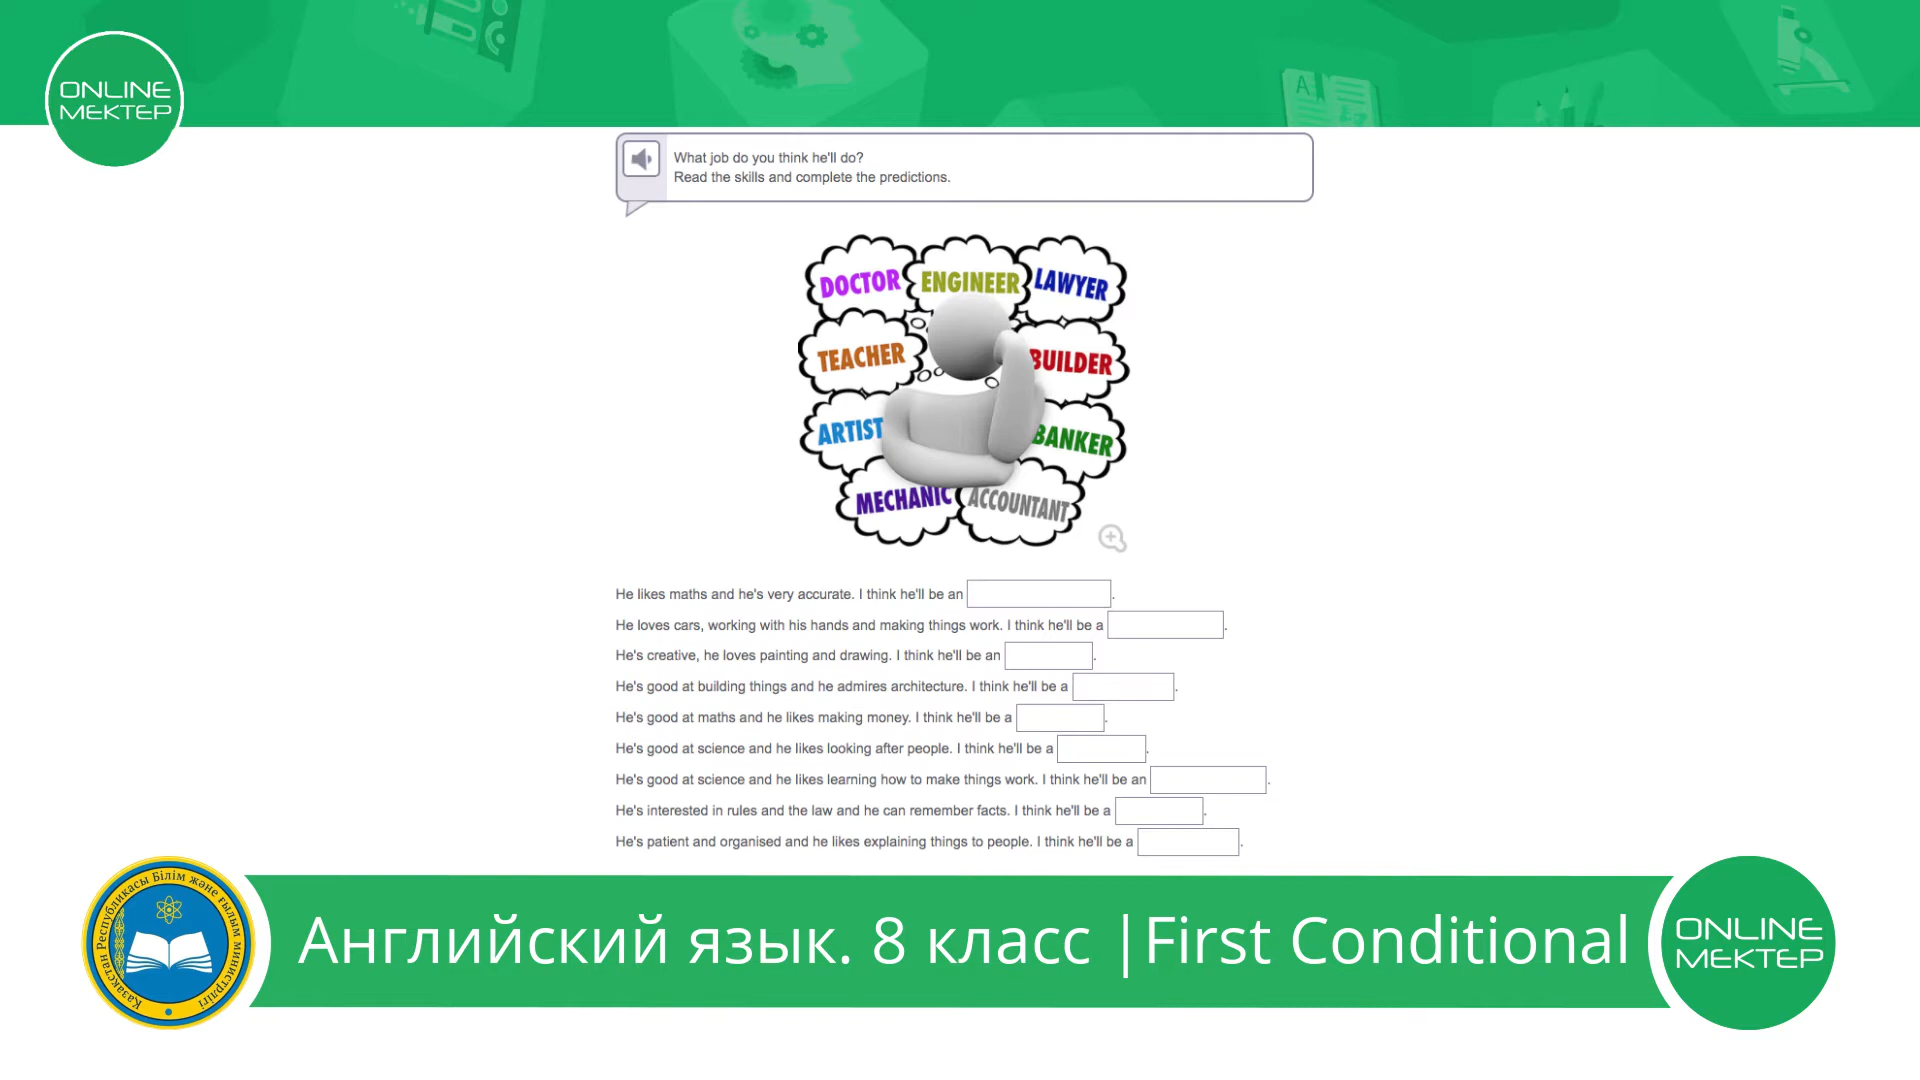 ONLINE
MEKTEP
What job do you think he'll do?
Read the skills and complete the predictions.
DOCTOR ENGINEER LAWYER
TEACHER BUILDER
ARTIST BANKER
MECHANIC ACCOUNTANT
He likes maths and he's very accurate. I think he'll be an .
He loves cars, working with his hands and making things work. I think he'll be a .
He's creative, he loves painting and drawing. I think he'll be an .
He's good at building things and he admires architecture. I think he'll be a .
He's good at maths and he likes making money. I think he'll be a .
He's good at science and he likes looking after people. I think he'll be a .
He's good at science and he likes learning how to make things work. I think he'll be an .
He's interested in rules and the law and he can remember facts. I think he'll be a .
He's patient and organised and he likes explaining things to people. I think he'll be a .
Қазақстан Республикасы Білім және ғылым министрлігі
Английский язык. 8 класс |First Conditional
ONLINE
MEKTEP